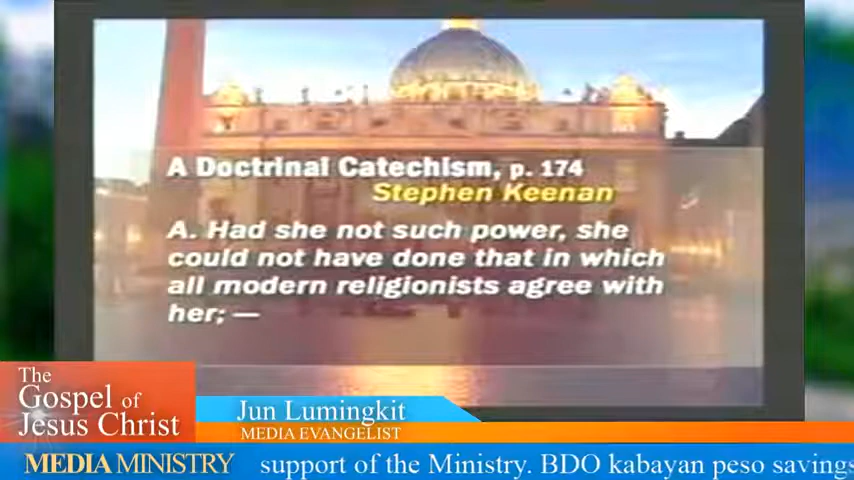 A Doctrinal Catechism, p. 174
Stephen Keenan
A. Had she not such power, she
could not have done that in which
all modern religionists agree with
her; —
The
Gospel of
Jesus Christ
Jun Lumingkit
MEDIA EVANGELIST
MEDIA MINISTRY
support of the Ministry. BDO kabayan peso savings